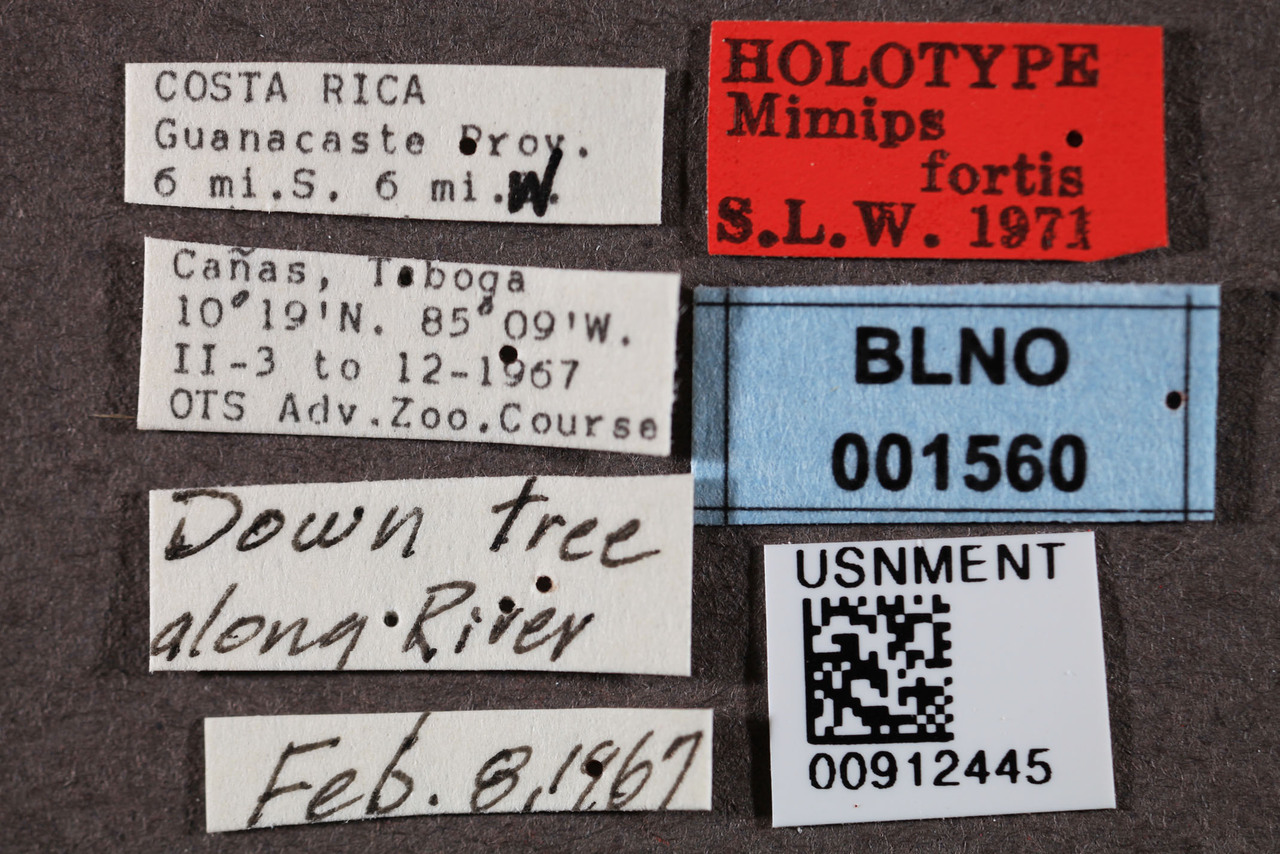 COSTA RICA
Guanacaste Prov.
6 mi.S. 6 mi.W.
Cañas, Taboga
10°19'N. 85°09'W.
II-3 to 12-1967
OTS Adv.Zoo.Course
Down tree
along River
Feb. 8, 1967
HOLOTYPE
Mimips
fortis
S.L.W. 1971
BLNO
001560
USNMENT
00912445